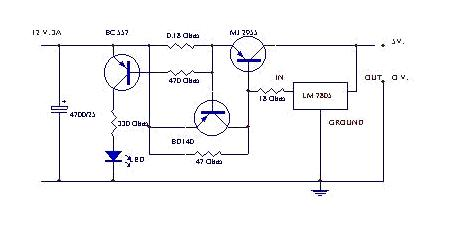 12 V. 3A
BC 557
0.18 Ohms
MJ 2955
5V.
470 Ohms
IN
OUT
0 V.
18 Ohms
LM 7805
+
4700/25
330 Ohms
BD140
GROUND
LED
47 Ohms